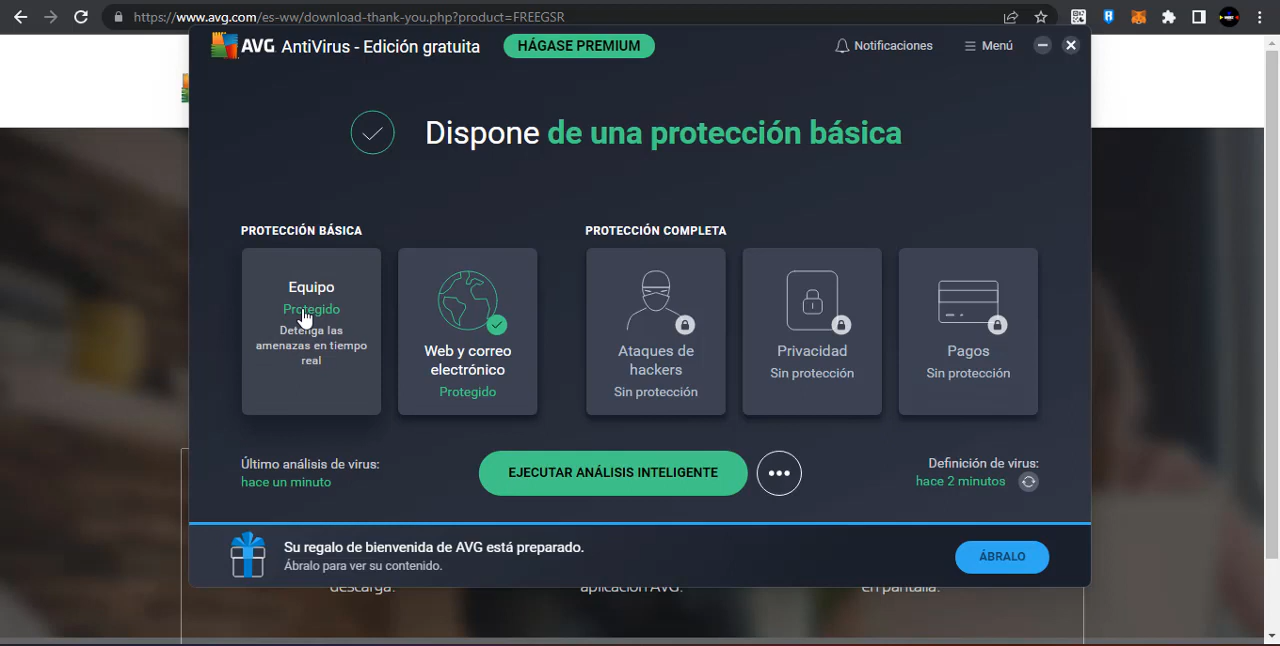 https://www.avg.com/es-ww/download-thank-you.php?product=FREEGSR
AVG AntiVirus - Edición gratuita
HÁGASE PREMIUM
Notificaciones
Menú
Dispone de una protección básica
PROTECCIÓN BÁSICA
PROTECCIÓN COMPLETA
Equipo
Protegido
Detenga las
amenazas en tiempo
real
Web y correo
electrónico
Protegido
Ataques de
hackers
Sin protección
Privacidad
Sin protección
Pagos
Sin protección
Último análisis de virus:
hace un minuto
EJECUTAR ANÁLISIS INTELIGENTE
Definición de virus:
hace 2 minutos
Su regalo de bienvenida de AVG está preparado.
Ábralo para ver su contenido.
ÁBRALO
descarga.
aplicación AVG.
en pantalla.